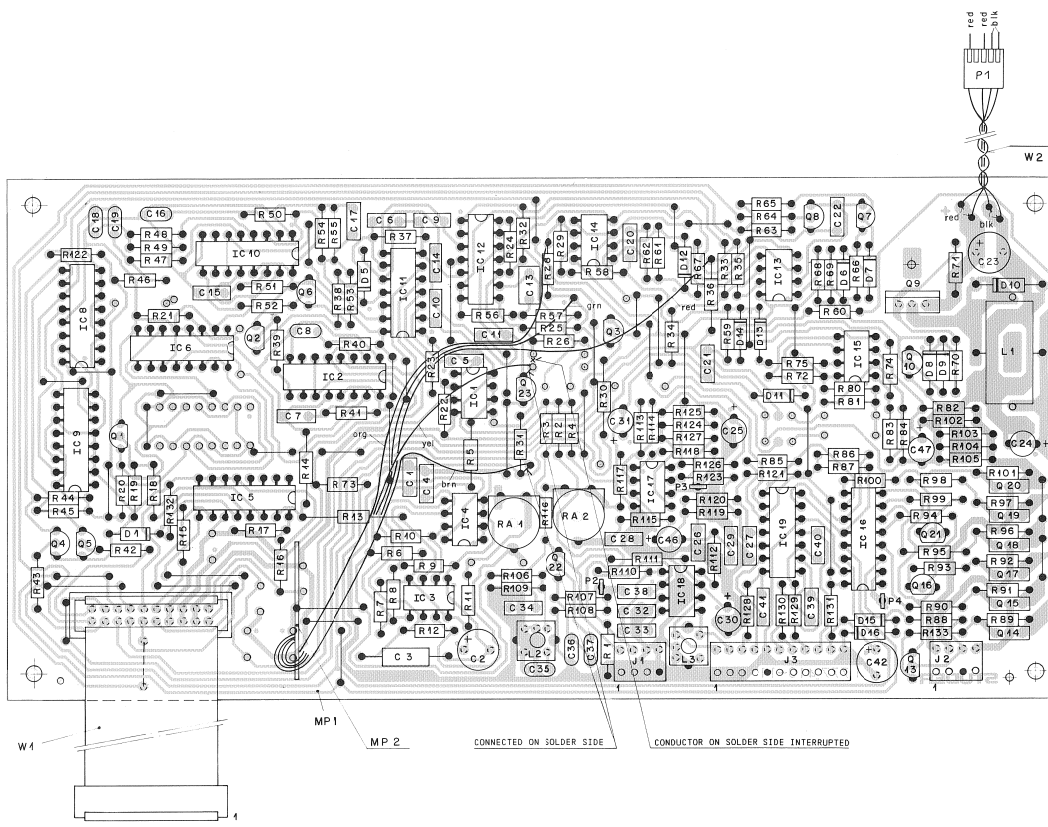 red
red
blk
P1
W2
red
blk
C18
C19
C16
R50
R54
R55
C17
C6
C9
R37
IC12
R24
R32
R29
IC14
C20
R62
R61
D12
R67
R33
R35
R65
R64
R63
Q8
C22
Q7
C23
R48
R49
R47
IC10
R122
R46
IC8
C15
R51
R52
Q6
R38
R53
D5
IC11
C14
C10
C13
R58
R36
IC13
R68
R69
D6
R66
D7
R71
Q9
D10
R21
IC6
Q2
R39
C8
R40
R56
C11
R57
R25
R26
grn
red
Q3
R34
R59
D14
D13
R60
L1
IC2
R23
C5
IC1
R22
Q23
R30
C21
R75
R72
IC15
R74
Q10
D8
D9
R70
IC9
Q1
C7
R41
org
yel
R5
R31
R3
R2
R4
C31
R113
R114
R125
R124
R127
R118
C25
D11
R80
R81
R83
R84
R82
R102
R103
R104
R105
C47
C24
R14
R73
brn
C1
C4
R117
IC17
R126
R123
P3
R85
R121
R86
R87
R100
R98
R101
Q20
R44
R45
R20
R19
R18
R132
IC5
R13
IC4
RA1
R116
RA2
R115
R120
R119
IC19
IC16
R99
R94
R97
Q19
Q4
Q5
D1
R42
R15
R17
R16
R10
R6
R9
C28
C46
C26
R112
C29
C27
C40
Q21
R95
R96
Q18
R43
R7
R8
IC3
R11
R106
R109
Q22
P2
R111
R110
IC18
R93
Q16
R92
Q17
R12
C34
R107
R108
C38
C32
C33
C30
R128
C41
R130
R129
C39
R131
P4
R91
Q15
R90
R88
R133
R89
Q14
D15
D16
C3
C2
L2
C35
C36
C37
R1
J1
L3
J3
C42
Q13
J2
1
1
1
STUDER
W1
MP1
MP2
CONNECTED ON SOLDER SIDE
CONDUCTOR ON SOLDER SIDE INTERRUPTED
1